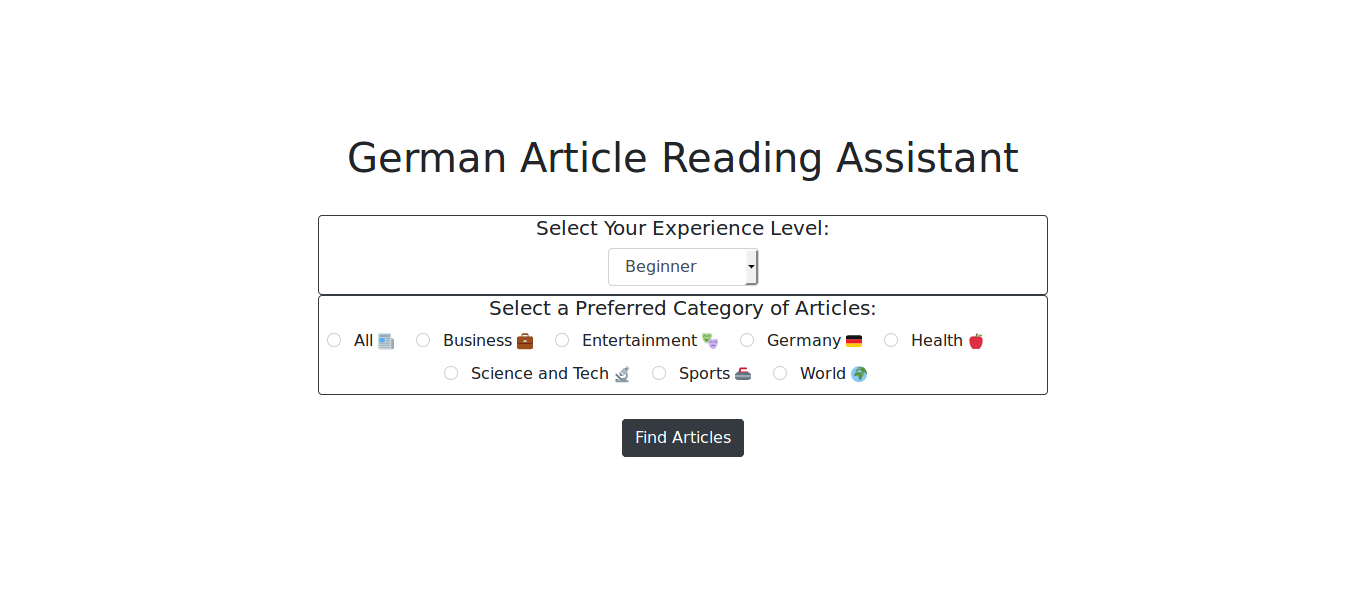 German Article Reading Assistant
Select Your Experience Level:
Beginner
Select a Preferred Category of Articles:
All Business Entertainment Germany Health
Science and Tech Sports World
Find Articles